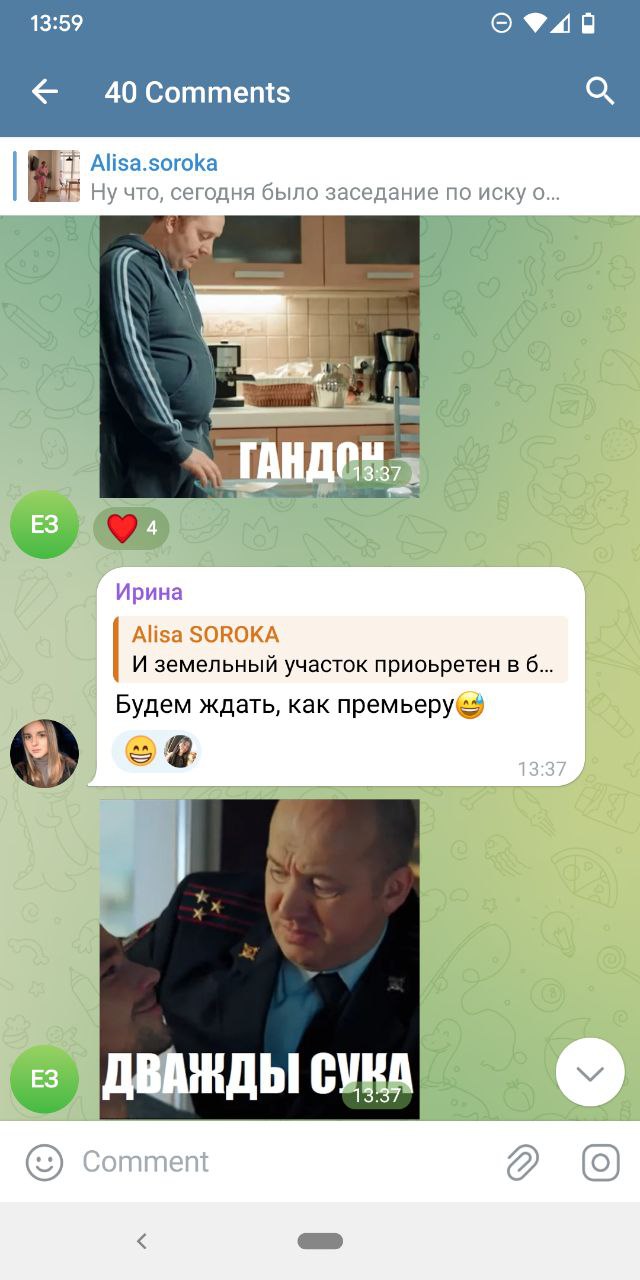 13:59
40 Comments
Alisa.soroka
Ну что, сегодня было заседание по иску о...
ГАНДОН
13:37
ЕЗ
4
Ирина
Alisa SOROKA
И земельный участок приоьретен в б...
Будем ждать, как премьеру😅
13:37
ДВАЖДЫ СУКА
13:37
ЕЗ
Comment